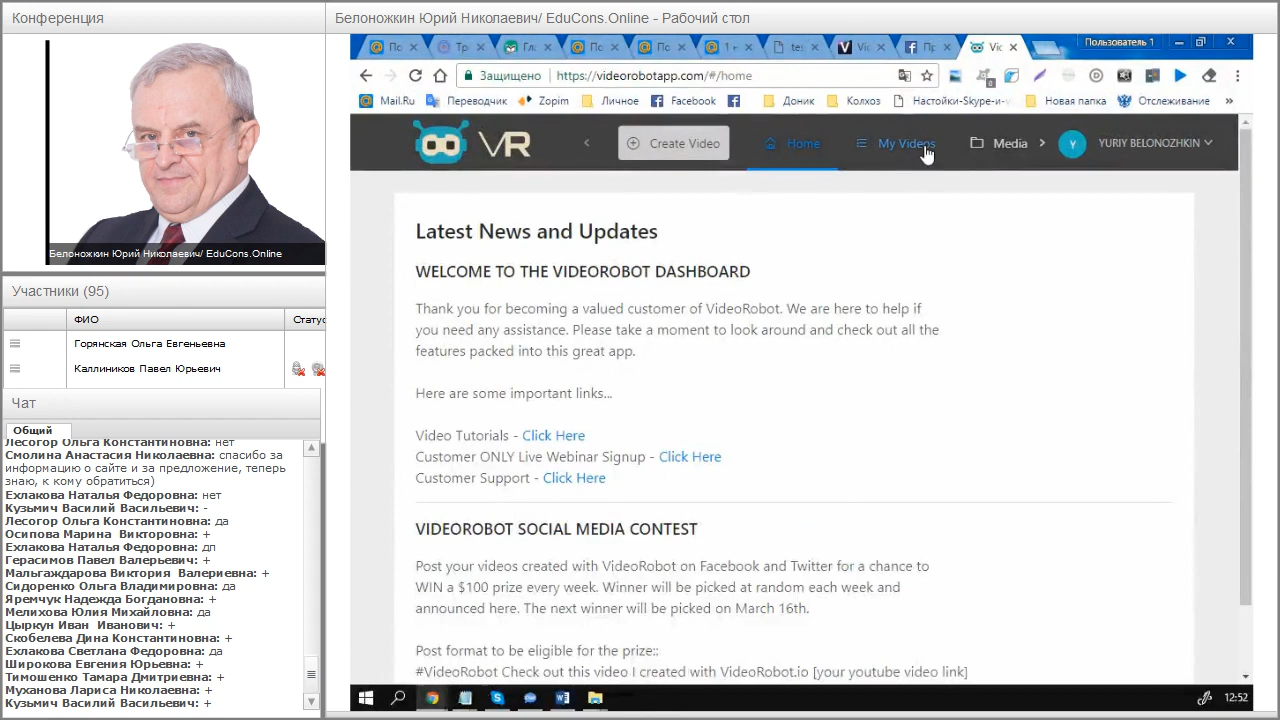 Конференция
Белоножкин Юрий Николаевич/ EduCons.Online - Рабочий стол
Белоножкин Юрий Николаевич/ EduCons.Online
Участники (95)
ФИО
Статус
Горянская Ольга Евгеньевна
Каллиников Павел Юрьевич
Чат
Общий
Лесогор Ольга Константиновна: нет
Смолина Анастасия Николаевна: спасибо за
информацию о сайте и за предложение, теперь
знаю, к кому обратиться)
Ехлакова Наталья Федоровна: нет
Кузьмич Василий Васильевич: -
Лесогор Ольга Константиновна: да
Осипова Марина Викторовна: +
Ехлакова Наталья Федоровна: дп
Герасимов Павел Валерьевич: +
Мальгаждарова Виктория Валериевна: +
Сидоренко Ольга Владимировна: да
Яремчук Надежда Богдановна: +
Мелихова Юлия Михайловна: да
Цыркун Иван Иванович: +
Скобелева Дина Константиновна: +
Ехлакова Светлана Федоровна: да
Широкова Евгения Юрьевна: +
Тимошенко Тамара Дмитриевна: +
Муханова Лариса Николаевна: +
Кузьмич Василий Васильевич: +
По Тр Гла По По 1 н te Vi Пр Vic
Пользователь 1
Защищено https://videorobotapp.com/#/home
Mail.Ru Переводчик Zopim Личное Facebook Доник Колхоз Настойки-Skype-и-ч Новая папка Отслеживание
VR Create Video Home My Videos Media Y YURIY BELONOZHKIN
Latest News and Updates
WELCOME TO THE VIDEOROBOT DASHBOARD
Thank you for becoming a valued customer of VideoRobot. We are here to help if
you need any assistance. Please take a moment to look around and check out all the
features packed into this great app.
Here are some important links...
Video Tutorials - Click Here
Customer ONLY Live Webinar Signup - Click Here
Customer Support - Click Here
VIDEOROBOT SOCIAL MEDIA CONTEST
Post your videos created with VideoRobot on Facebook and Twitter for a chance to
WIN a $100 prize every week. Winner will be picked at random each week and
announced here. The next winner will be picked on March 16th.
Post format to be eligible for the prize::
#VideoRobot Check out this video I created with VideoRobot.io [your youtube video link]
12:52